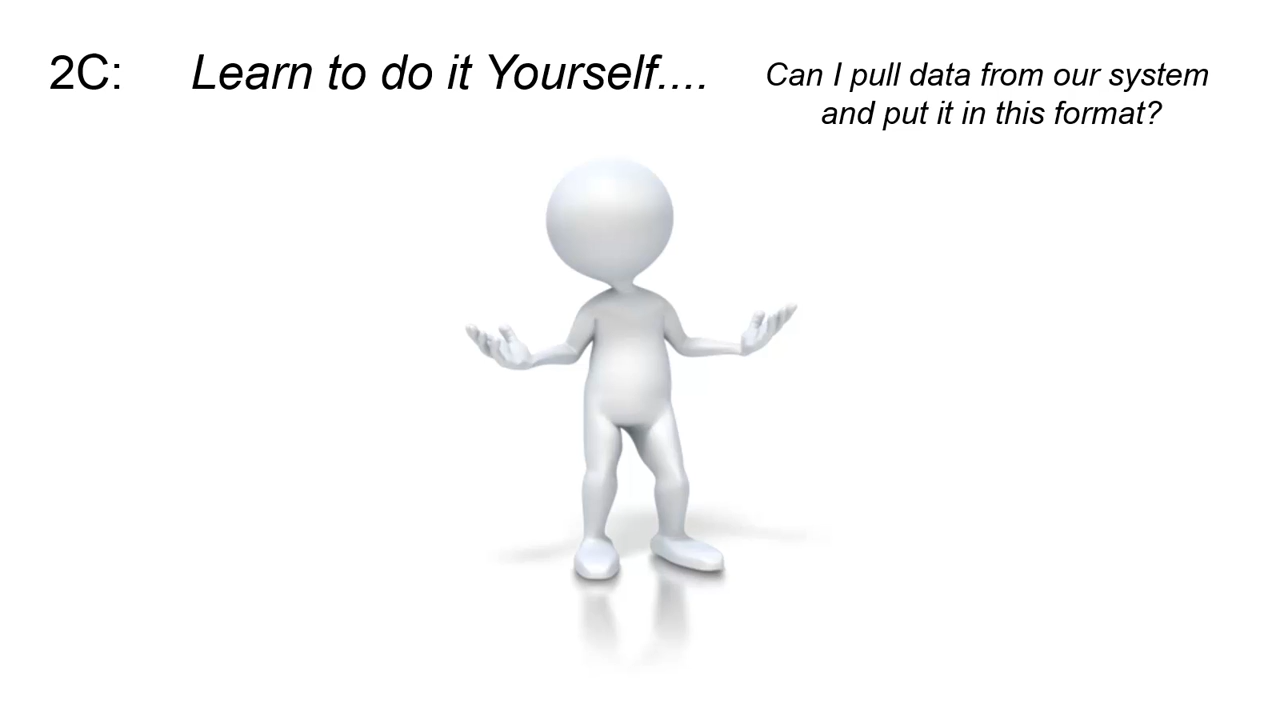 2C: Learn to do it Yourself....
Can I pull data from our system
and put it in this format?